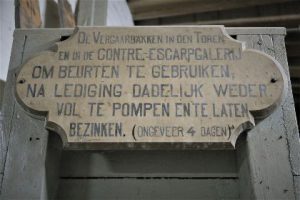 DE VERGAARBAKKEN IN DEN TOREN
EN IN DE CONTRE-ESCARPGALERIJ
OM BEURTEN TE GEBRUIKEN,
NA LEDIGING DADELIJK WEDER
VOL TE POMPEN EN TE LATEN
BEZINKEN. (ONGEVEER 4 DAGEN)